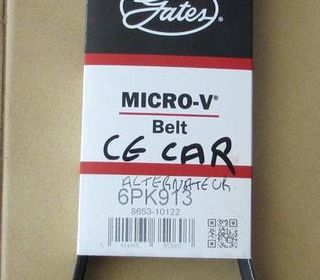 Gates
MICRO-V®
Belt
CE CAR
ALTERNATEUR
6PK913
8653-10122